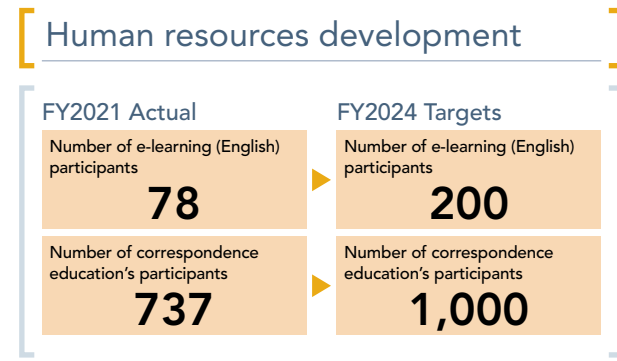 Human resources development
FY2021 Actual
FY2024 Targets
Number of e-learning (English)
participants
78
Number of e-learning (English)
participants
200
Number of correspondence
education's participants
737
Number of correspondence
education's participants
1,000